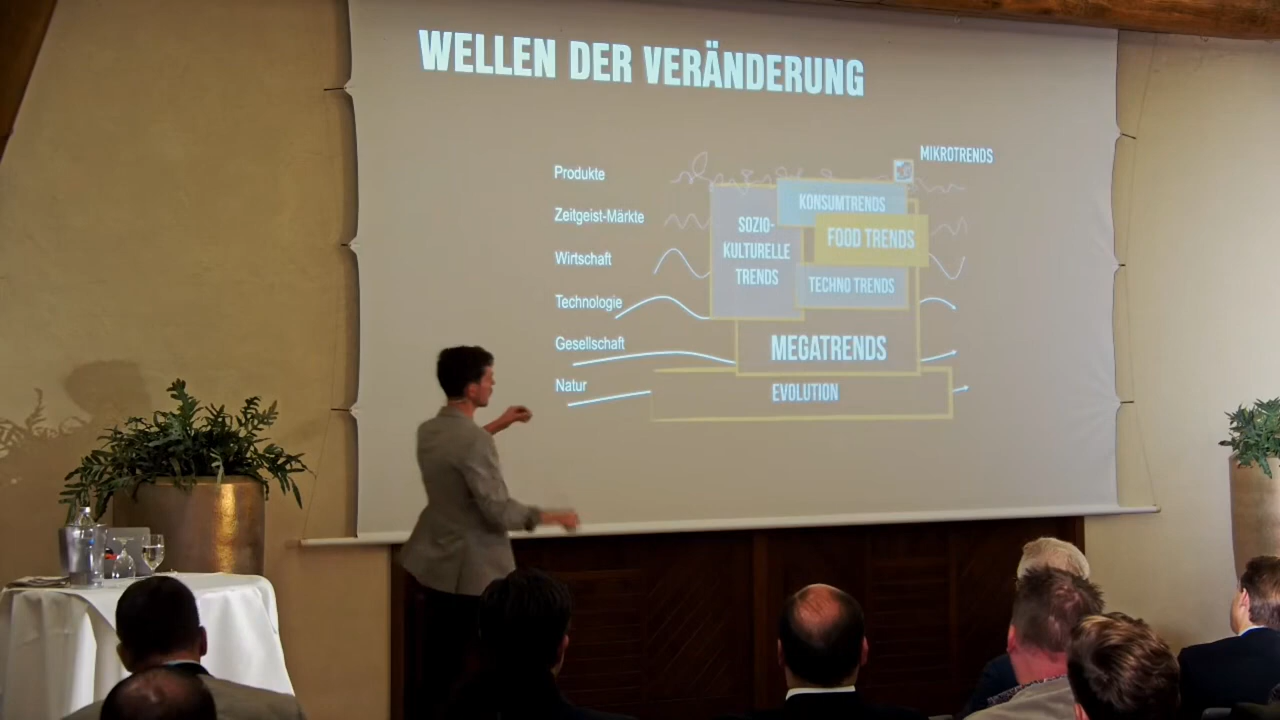 WELLEN DER VERÄNDERUNG
MIKROTRENDS
Produkte
KONSUMTRENDS
Zeitgeist-Märkte
SOZIO-
KULTURELLE
TRENDS
FOOD TRENDS
Wirtschaft
TECHNO TRENDS
Technologie
Gesellschaft
MEGATRENDS
Natur
EVOLUTION